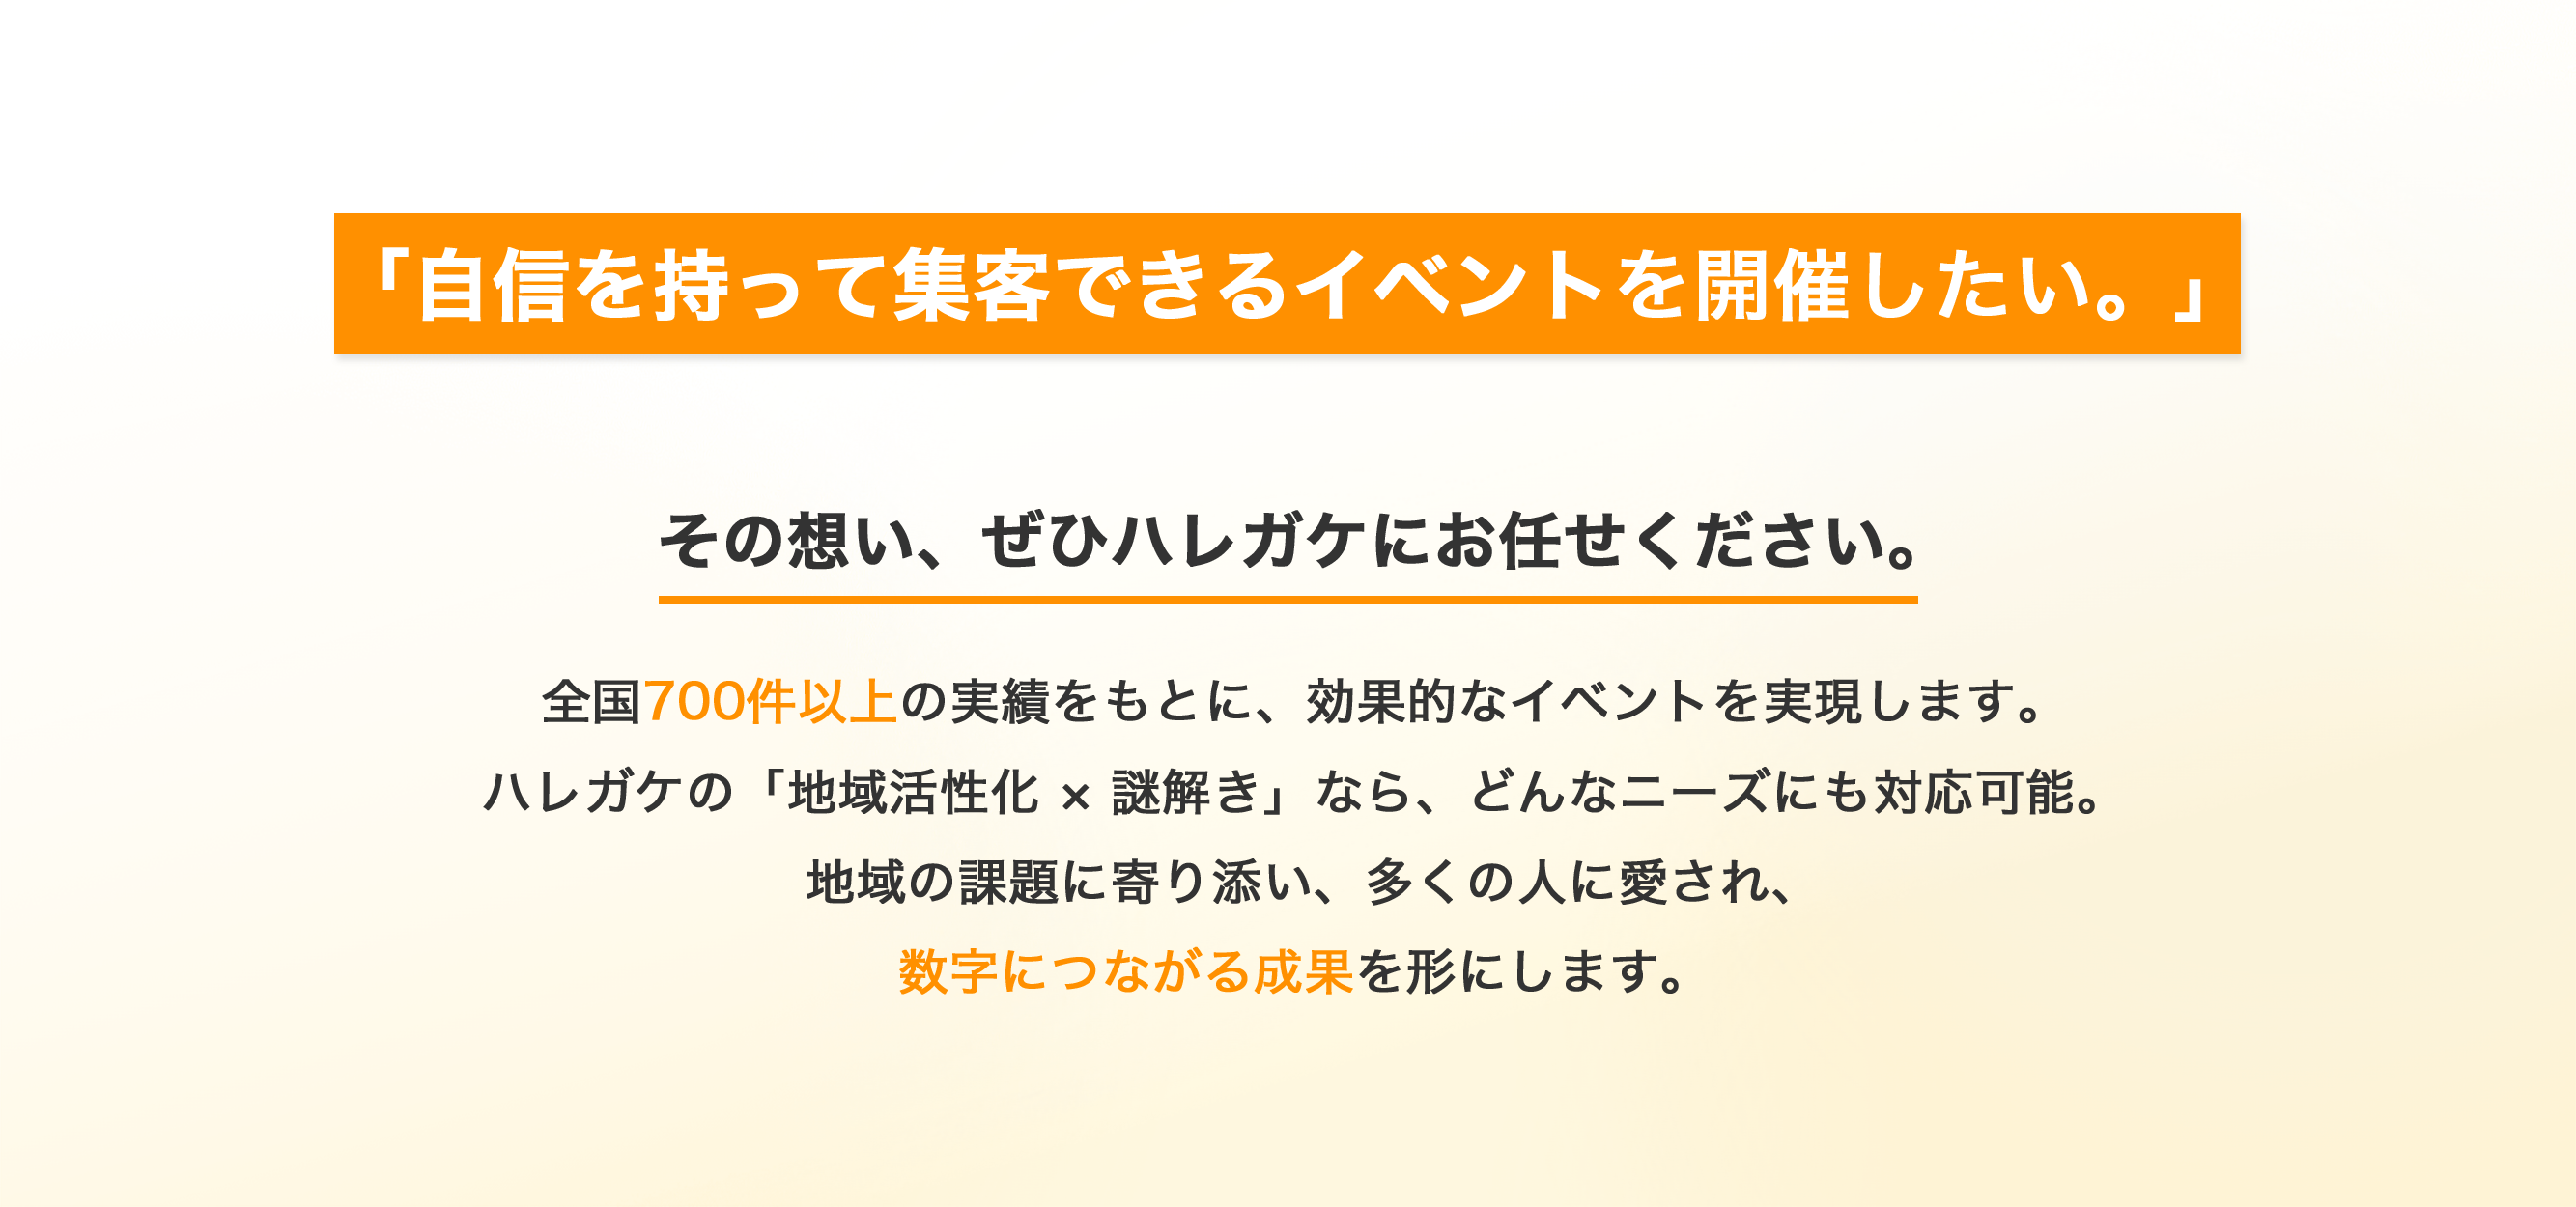 「自信を持って集客できるイベントを開催したい。」
その想い、ぜひハレガケにお任せください。
全国700件以上の実績をもとに、効果的なイベントを実現します。
ハレガケの「地域活性化 × 謎解き」なら、どんなニーズにも対応可能。
地域の課題に寄り添い、多くの人に愛され、
数字につながる成果を形にします。